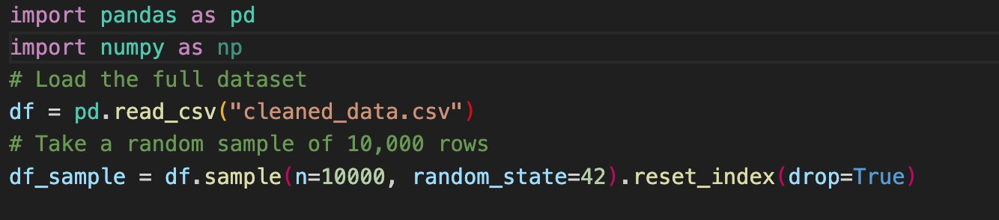 import pandas as pd
import numpy as np
# Load the full dataset
df = pd.read_csv("cleaned_data.csv")
# Take a random sample of 10,000 rows
df_sample = df.sample(n=10000, random_state=42).reset_index(drop=True)